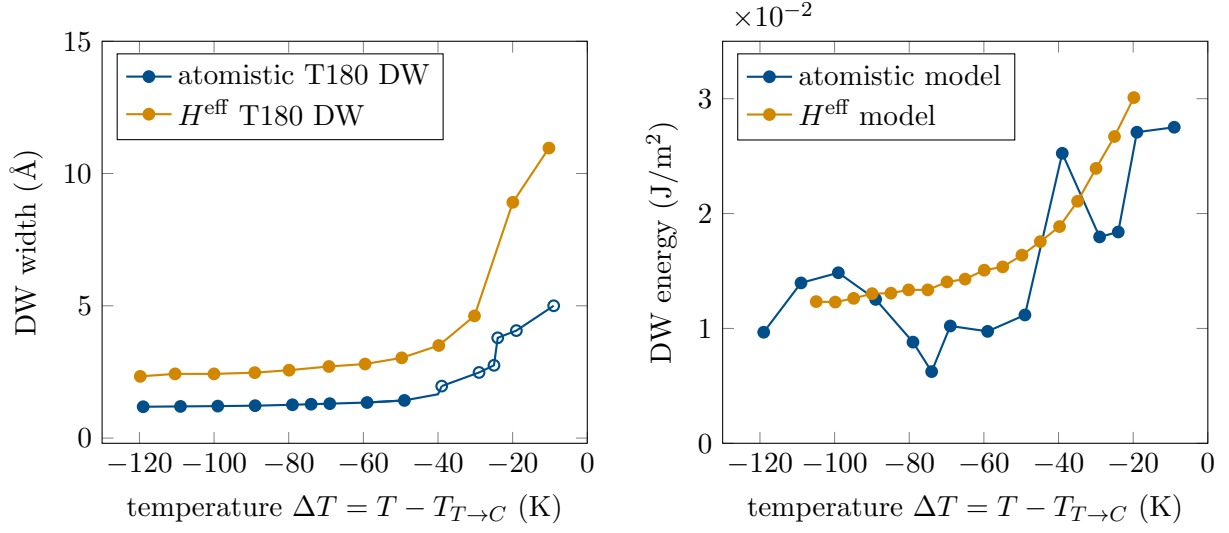 15
10
5
0
−120 −100 −80 −60 −40 −20 0
DW width (Å)
temperature ΔT = T − T_{T→C} (K)
atomistic T180 DW
H^{eff} T180 DW
×10^{−2}
3
2
1
0
−120 −100 −80 −60 −40 −20 0
DW energy (J/m²)
temperature ΔT = T − T_{T→C} (K)
atomistic model
H^{eff} model